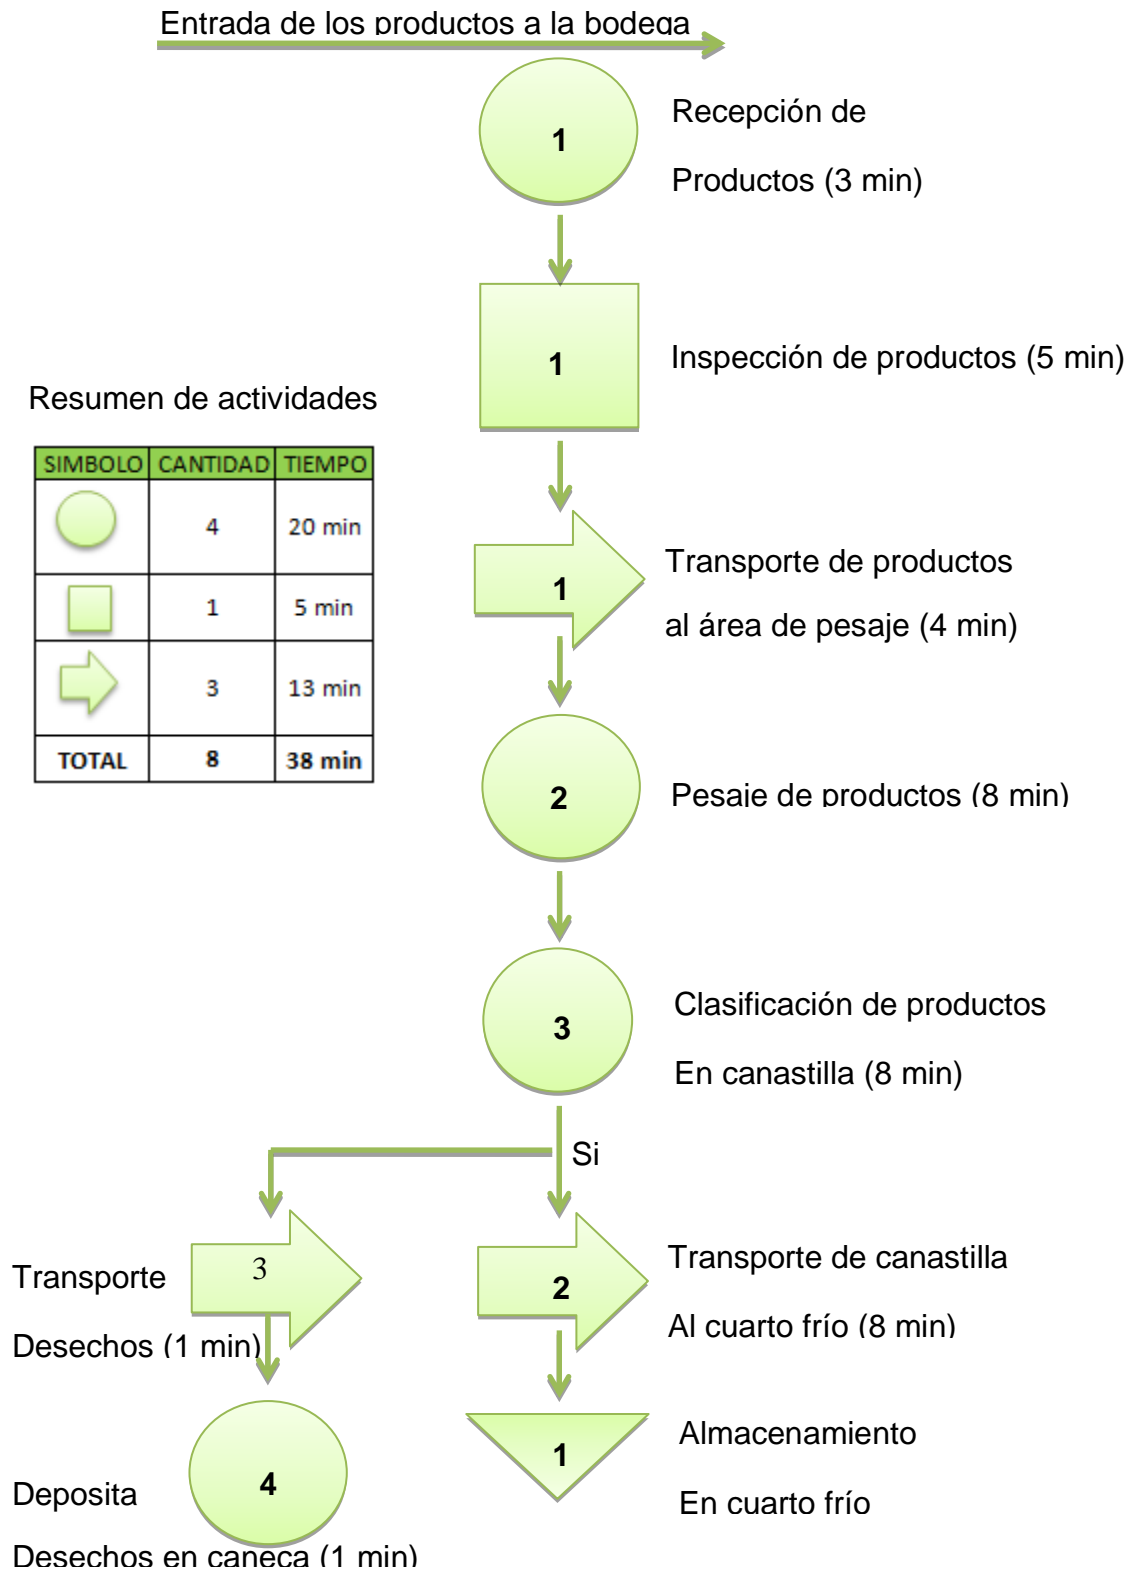 Entrada de los productos a la bodega
1
Recepción de
Productos (3 min)
1
Inspección de productos (5 min)
Resumen de actividades
SIMBOLO CANTIDAD TIEMPO
4 20 min
1 5 min
3 13 min
TOTAL 8 38 min
1
Transporte de productos
al área de pesaje (4 min)
2
Pesaje de productos (8 min)
3
Clasificación de productos
En canastilla (8 min)
Si
3
Transporte
Desechos (1 min)
2
Transporte de canastilla
Al cuarto frío (8 min)
4
Deposita
Desechos en caneca (1 min)
1
Almacenamiento
En cuarto frío